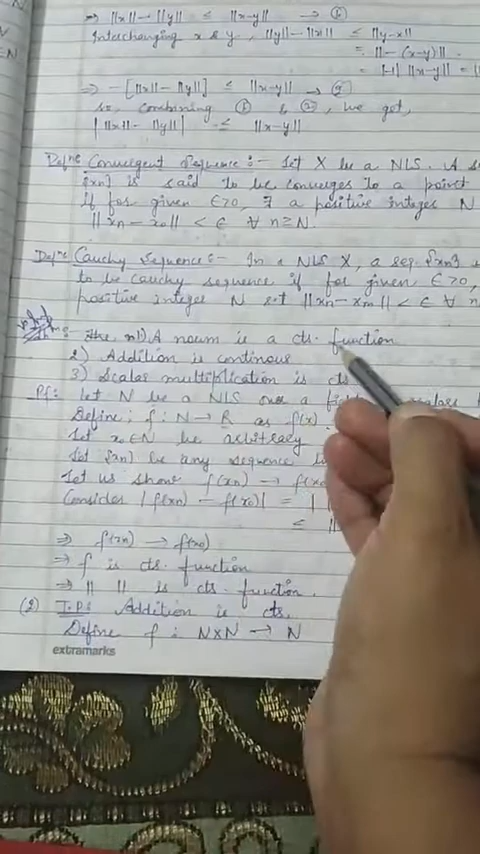 ⇒ ||x|| - ||y|| ≤ ||x-y|| → ①
Interchanging x & y, ||y|| - ||x|| ≤ ||y-x||
= ||-(x-y)||
= |-1| ||x-y|| =
⇒ -[||x|| - ||y||] ≤ ||x-y|| → ②
so, combining ① & ②, we get,
| ||x|| - ||y|| | ≤ ||x-y||
Convergent Sequence :- Let X be a NLS. A
{xn} is said to be converges to a point
if for given ε>0, ∃ a positive integer N
||xn - x0|| < ε ∀ n ≥ N.
Cauchy Sequence :- In a NLS X, a seq. {xn}
to be cauchy sequence if for given ε>0,
positive integer N s.t ||xn - xm|| < ε ∀ n
1) A norm is a cts. function
2) Addition is continous
3) Scalar multiplication is cts
Pf: Let N be a NLS over a
Define ; f : N → R as f(x)
Let x0 ∈ N be arbitrary
Let {xn} be any sequence
Let us show f(xn) → f(x0
Consider |f(xn) - f(x0)| = |
≤ ||
⇒ f(xn) → f(x0)
⇒ f is cts. function
⇒ || || is cts. function.
(2) T.P: Addition is cts.
Define f : N×N → N
extramarks